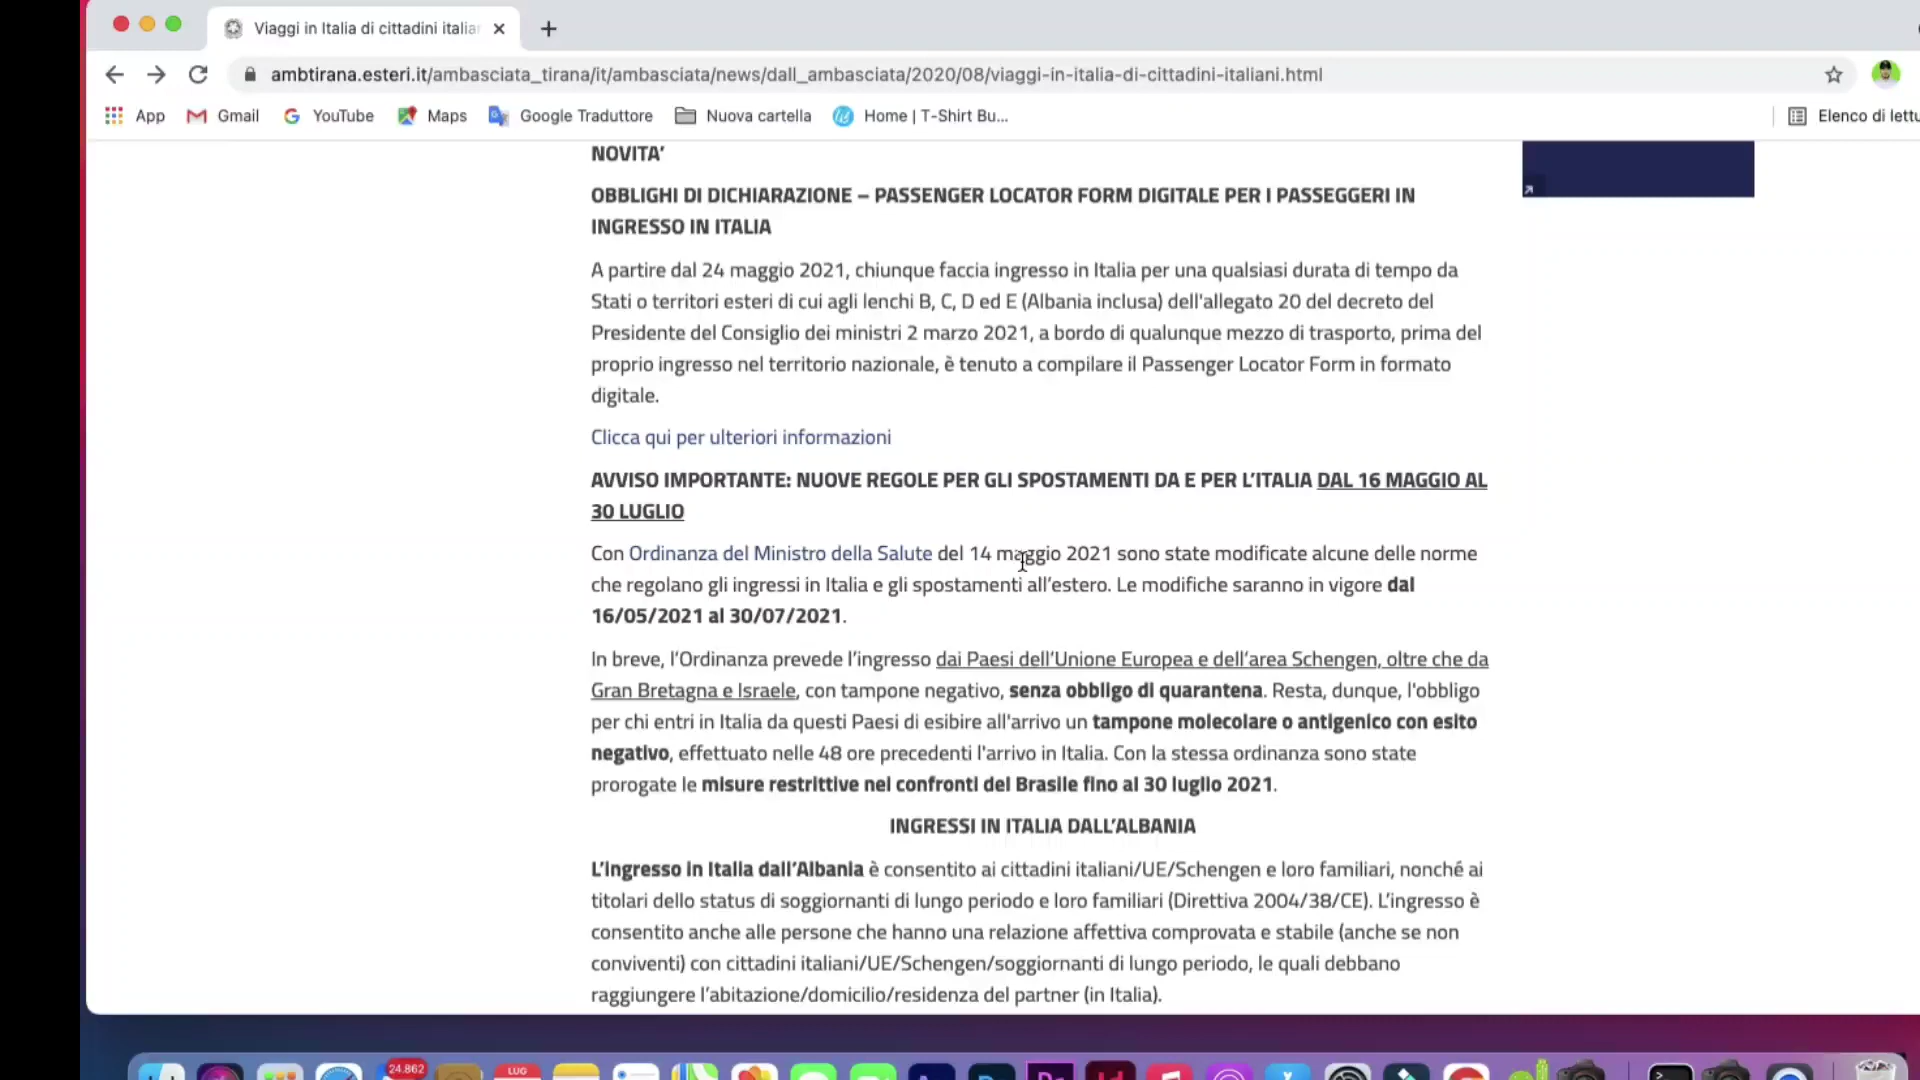 Viaggi in Italia di cittadini italia
ambtirana.esteri.it/ambasciata_tirana/it/ambasciata/news/dall_ambasciata/2020/08/viaggi-in-italia-di-cittadini-italiani.html
App Gmail YouTube Maps Google Traduttore Nuova cartella Home | T-Shirt Bu... Elenco di lettu
NOVITA’
OBBLIGHI DI DICHIARAZIONE – PASSENGER LOCATOR FORM DIGITALE PER I PASSEGGERI IN
INGRESSO IN ITALIA
A partire dal 24 maggio 2021, chiunque faccia ingresso in Italia per una qualsiasi durata di tempo da
Stati o territori esteri di cui agli lenchi B, C, D ed E (Albania inclusa) dell'allegato 20 del decreto del
Presidente del Consiglio dei ministri 2 marzo 2021, a bordo di qualunque mezzo di trasporto, prima del
proprio ingresso nel territorio nazionale, è tenuto a compilare il Passenger Locator Form in formato
digitale.
Clicca qui per ulteriori informazioni
AVVISO IMPORTANTE: NUOVE REGOLE PER GLI SPOSTAMENTI DA E PER L’ITALIA DAL 16 MAGGIO AL
30 LUGLIO
Con Ordinanza del Ministro della Salute del 14 maggio 2021 sono state modificate alcune delle norme
che regolano gli ingressi in Italia e gli spostamenti all’estero. Le modifiche saranno in vigore dal
16/05/2021 al 30/07/2021.
In breve, l’Ordinanza prevede l’ingresso dai Paesi dell’Unione Europea e dell’area Schengen, oltre che da
Gran Bretagna e Israele, con tampone negativo, senza obbligo di quarantena. Resta, dunque, l'obbligo
per chi entri in Italia da questi Paesi di esibire all'arrivo un tampone molecolare o antigenico con esito
negativo, effettuato nelle 48 ore precedenti l'arrivo in Italia. Con la stessa ordinanza sono state
prorogate le misure restrittive nei confronti del Brasile fino al 30 luglio 2021.
INGRESSI IN ITALIA DALL’ALBANIA
L’ingresso in Italia dall’Albania è consentito ai cittadini italiani/UE/Schengen e loro familiari, nonché ai
titolari dello status di soggiornanti di lungo periodo e loro familiari (Direttiva 2004/38/CE). L’ingresso è
consentito anche alle persone che hanno una relazione affettiva comprovata e stabile (anche se non
conviventi) con cittadini italiani/UE/Schengen/soggiornanti di lungo periodo, le quali debbano
raggiungere l’abitazione/domicilio/residenza del partner (in Italia).
24.862
LUG